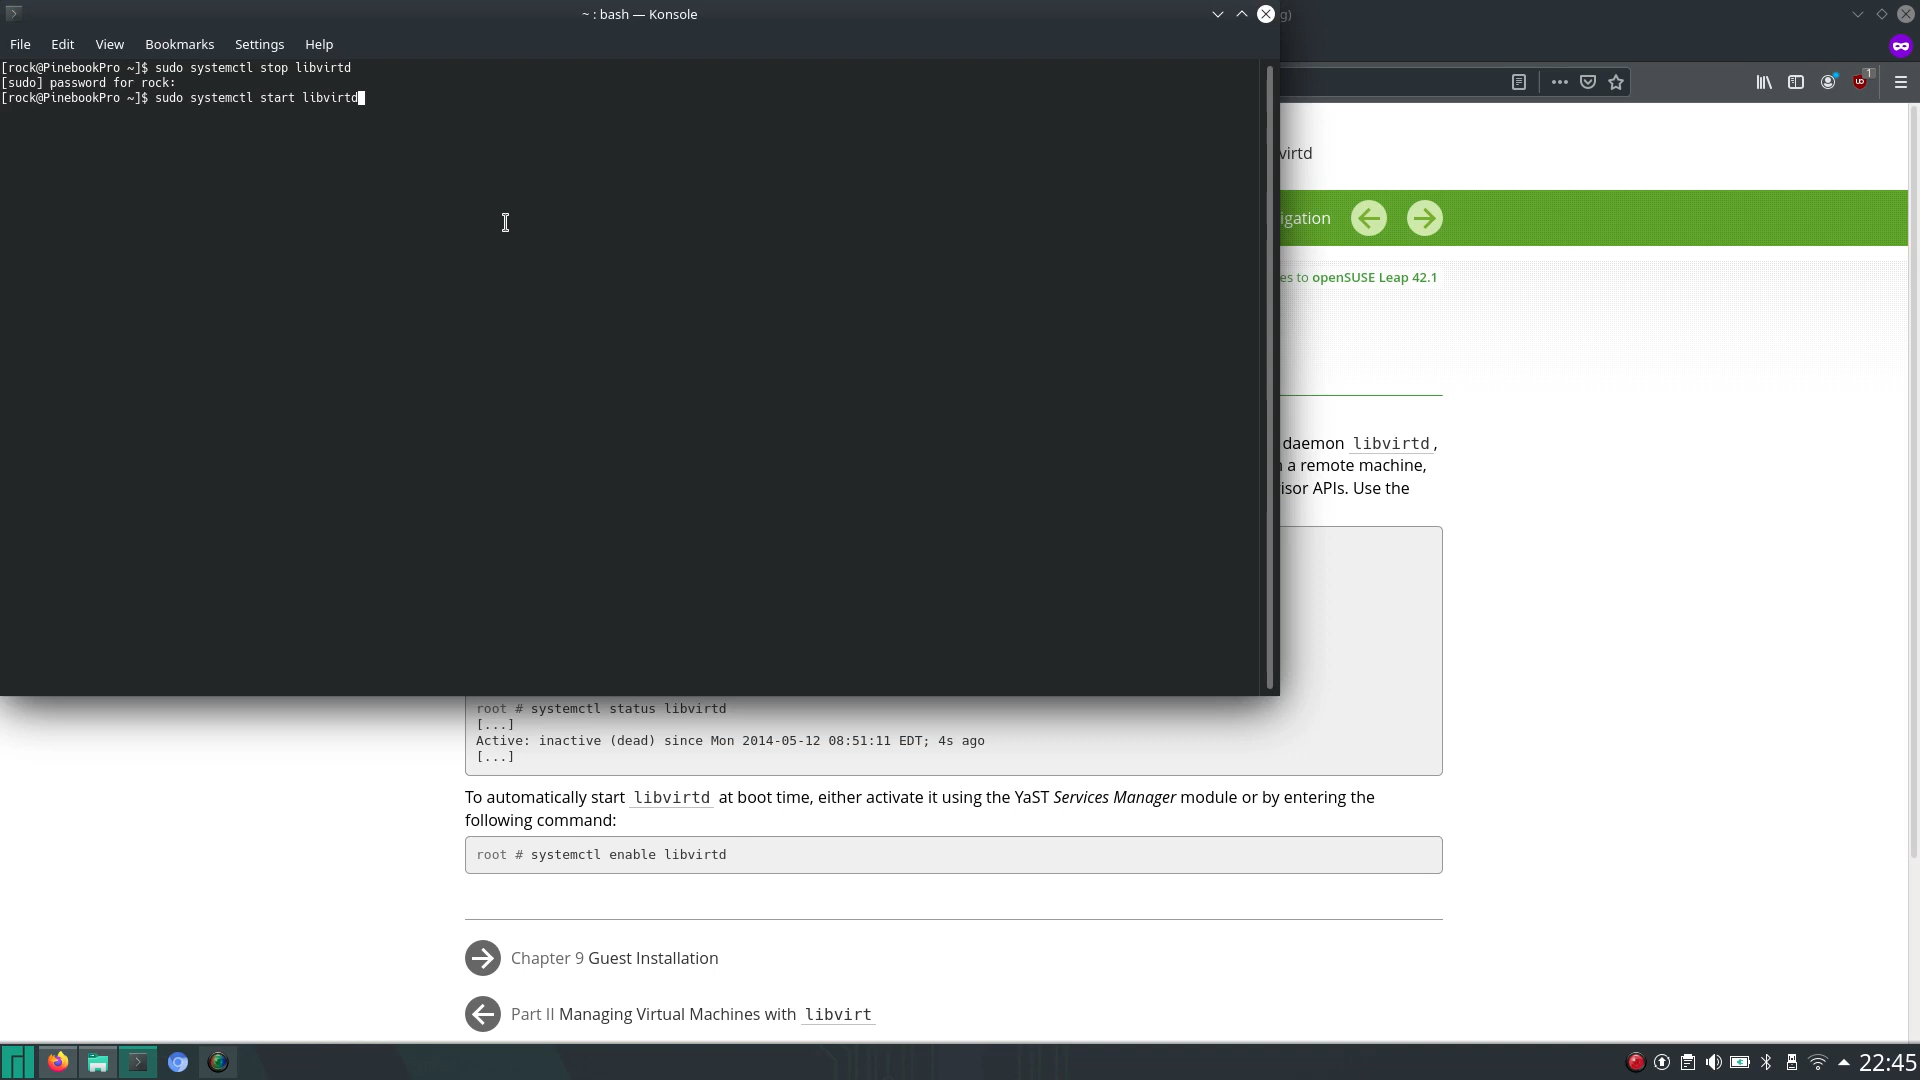 ~ : bash — Konsole
g)
File Edit View Bookmarks Settings Help
[rock@PinebookPro ~]$ sudo systemctl stop libvirtd
[sudo] password for rock:
[rock@PinebookPro ~]$ sudo systemctl start libvirtd
1
virtd
igation
es to openSUSE Leap 42.1
daemon libvirtd,
a remote machine,
isor APIs. Use the
root # systemctl status libvirtd
[...]
Active: inactive (dead) since Mon 2014-05-12 08:51:11 EDT; 4s ago
[...]
To automatically start libvirtd at boot time, either activate it using the YaST Services Manager module or by entering the
following command:
root # systemctl enable libvirtd
Chapter 9 Guest Installation
Part II Managing Virtual Machines with libvirt
22:45